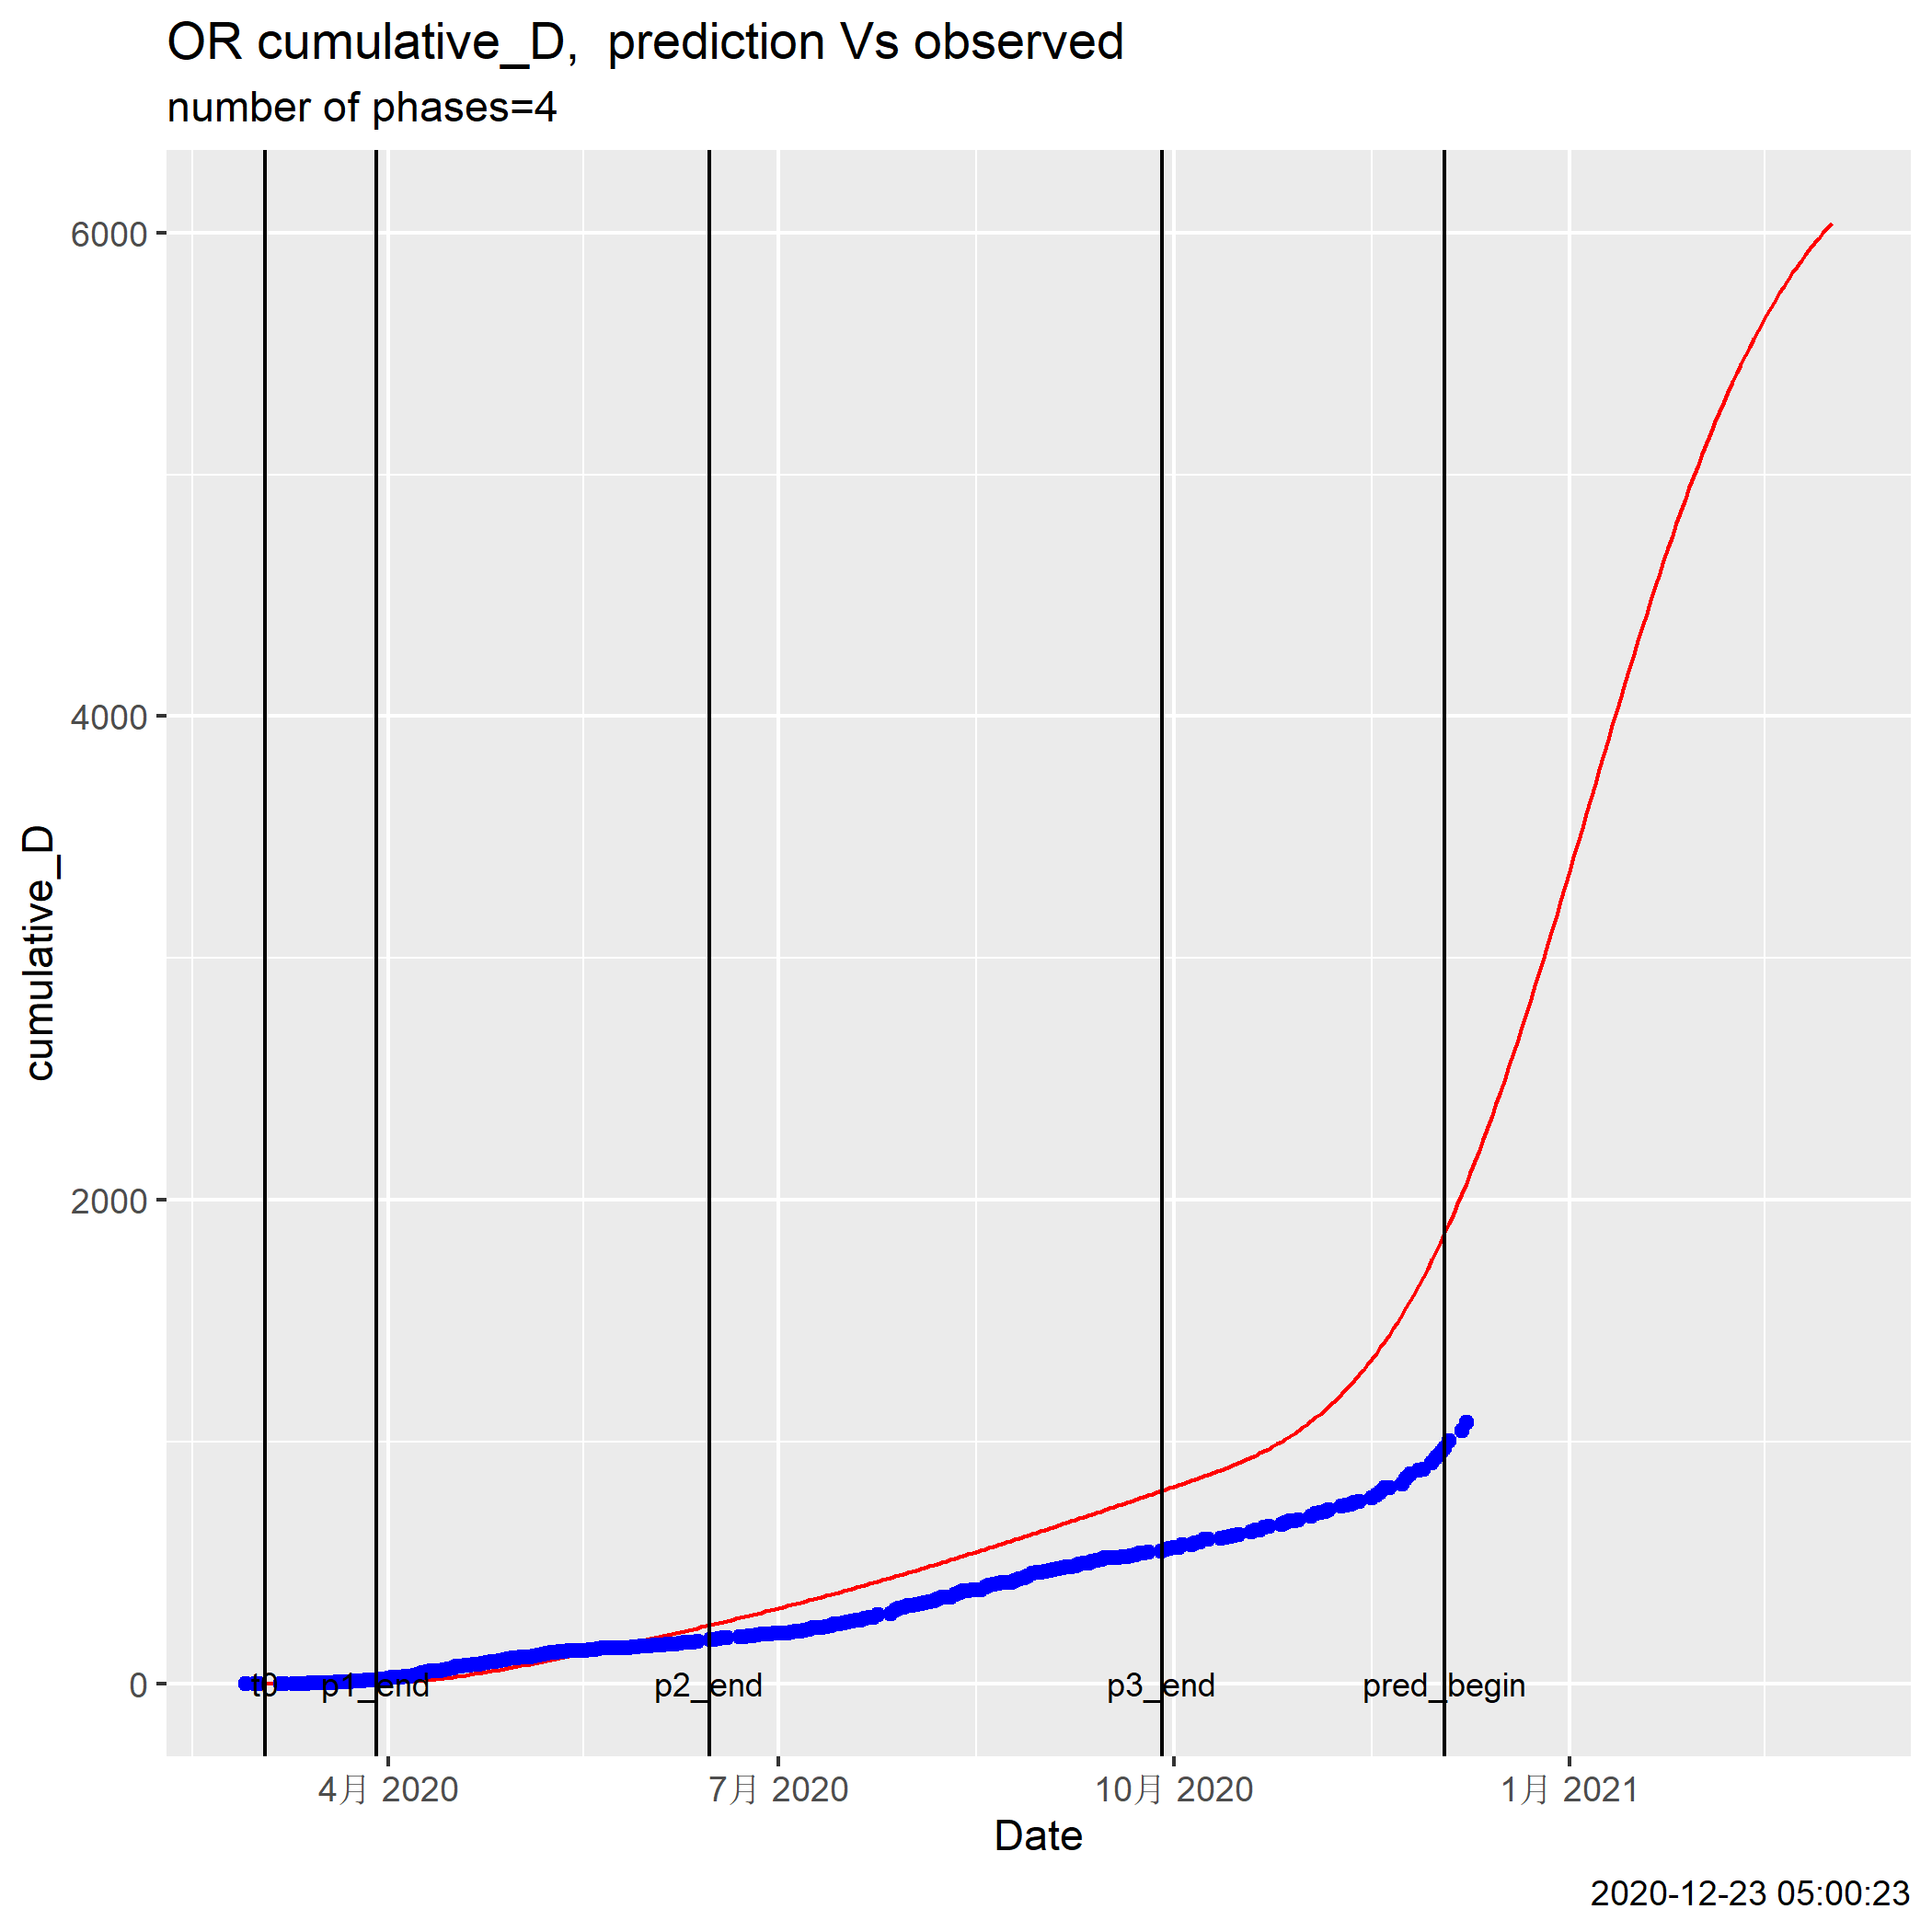 OR cumulative_D,  prediction Vs observed
number of phases=4
cumulative_D
6000
4000
2000
0
t0 p1_end p2_end p3_end pred_begin
4月 2020 7月 2020 10月 2020 1月 2021
Date
2020-12-23 05:00:23